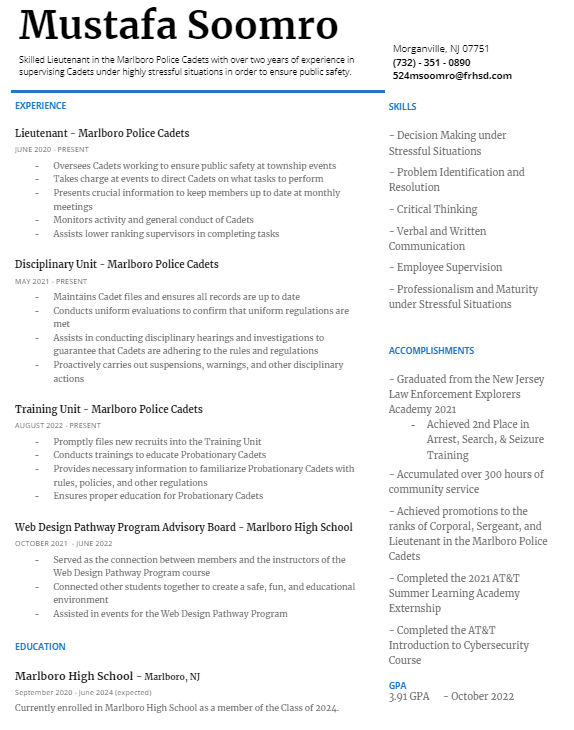 Mustafa Soomro
Skilled Lieutenant in the Marlboro Police Cadets with over two years of experience in
supervising Cadets under highly stressful situations in order to ensure public safety.
Morganville, NJ 07751
(732) - 351 - 0890
524msoomro@frhsd.com
EXPERIENCE
Lieutenant - Marlboro Police Cadets
JUNE 2020 - PRESENT
- Oversees Cadets working to ensure public safety at township events
- Takes charge at events to direct Cadets on what tasks to perform
- Presents crucial information to keep members up to date at monthly
meetings
- Monitors activity and general conduct of Cadets
- Assists lower ranking supervisors in completing tasks
Disciplinary Unit - Marlboro Police Cadets
MAY 2021 - PRESENT
- Maintains Cadet files and ensures all records are up to date
- Conducts uniform evaluations to confirm that uniform regulations are
met
- Assists in conducting disciplinary hearings and investigations to
guarantee that Cadets are adhering to the rules and regulations
- Proactively carries out suspensions, warnings, and other disciplinary
actions
Training Unit - Marlboro Police Cadets
AUGUST 2022 - PRESENT
- Promptly files new recruits into the Training Unit
- Conducts trainings to educate Probationary Cadets
- Provides necessary information to familiarize Probationary Cadets with
rules, policies, and other regulations
- Ensures proper education for Probationary Cadets
Web Design Pathway Program Advisory Board - Marlboro High School
OCTOBER 2021 - JUNE 2022
- Served as the connection between members and the instructors of the
Web Design Pathway Program course
- Connected other students together to create a safe, fun, and educational
environment
- Assisted in events for the Web Design Pathway Program
EDUCATION
Marlboro High School - Marlboro, NJ
September 2020 - June 2024 (expected)
Currently enrolled in Marlboro High School as a member of the Class of 2024.
SKILLS
- Decision Making under
Stressful Situations
- Problem Identification and
Resolution
- Critical Thinking
- Verbal and Written
Communication
- Employee Supervision
- Professionalism and Maturity
under Stressful Situations
ACCOMPLISHMENTS
- Graduated from the New Jersey
Law Enforcement Explorers
Academy 2021
- Achieved 2nd Place in
Arrest, Search, & Seizure
Training
- Accumulated over 300 hours of
community service
- Achieved promotions to the
ranks of Corporal, Sergeant, and
Lieutenant in the Marlboro Police
Cadets
- Completed the 2021 AT&T
Summer Learning Academy
Externship
- Completed the AT&T
Introduction to Cybersecurity
Course
GPA
3.91 GPA - October 2022